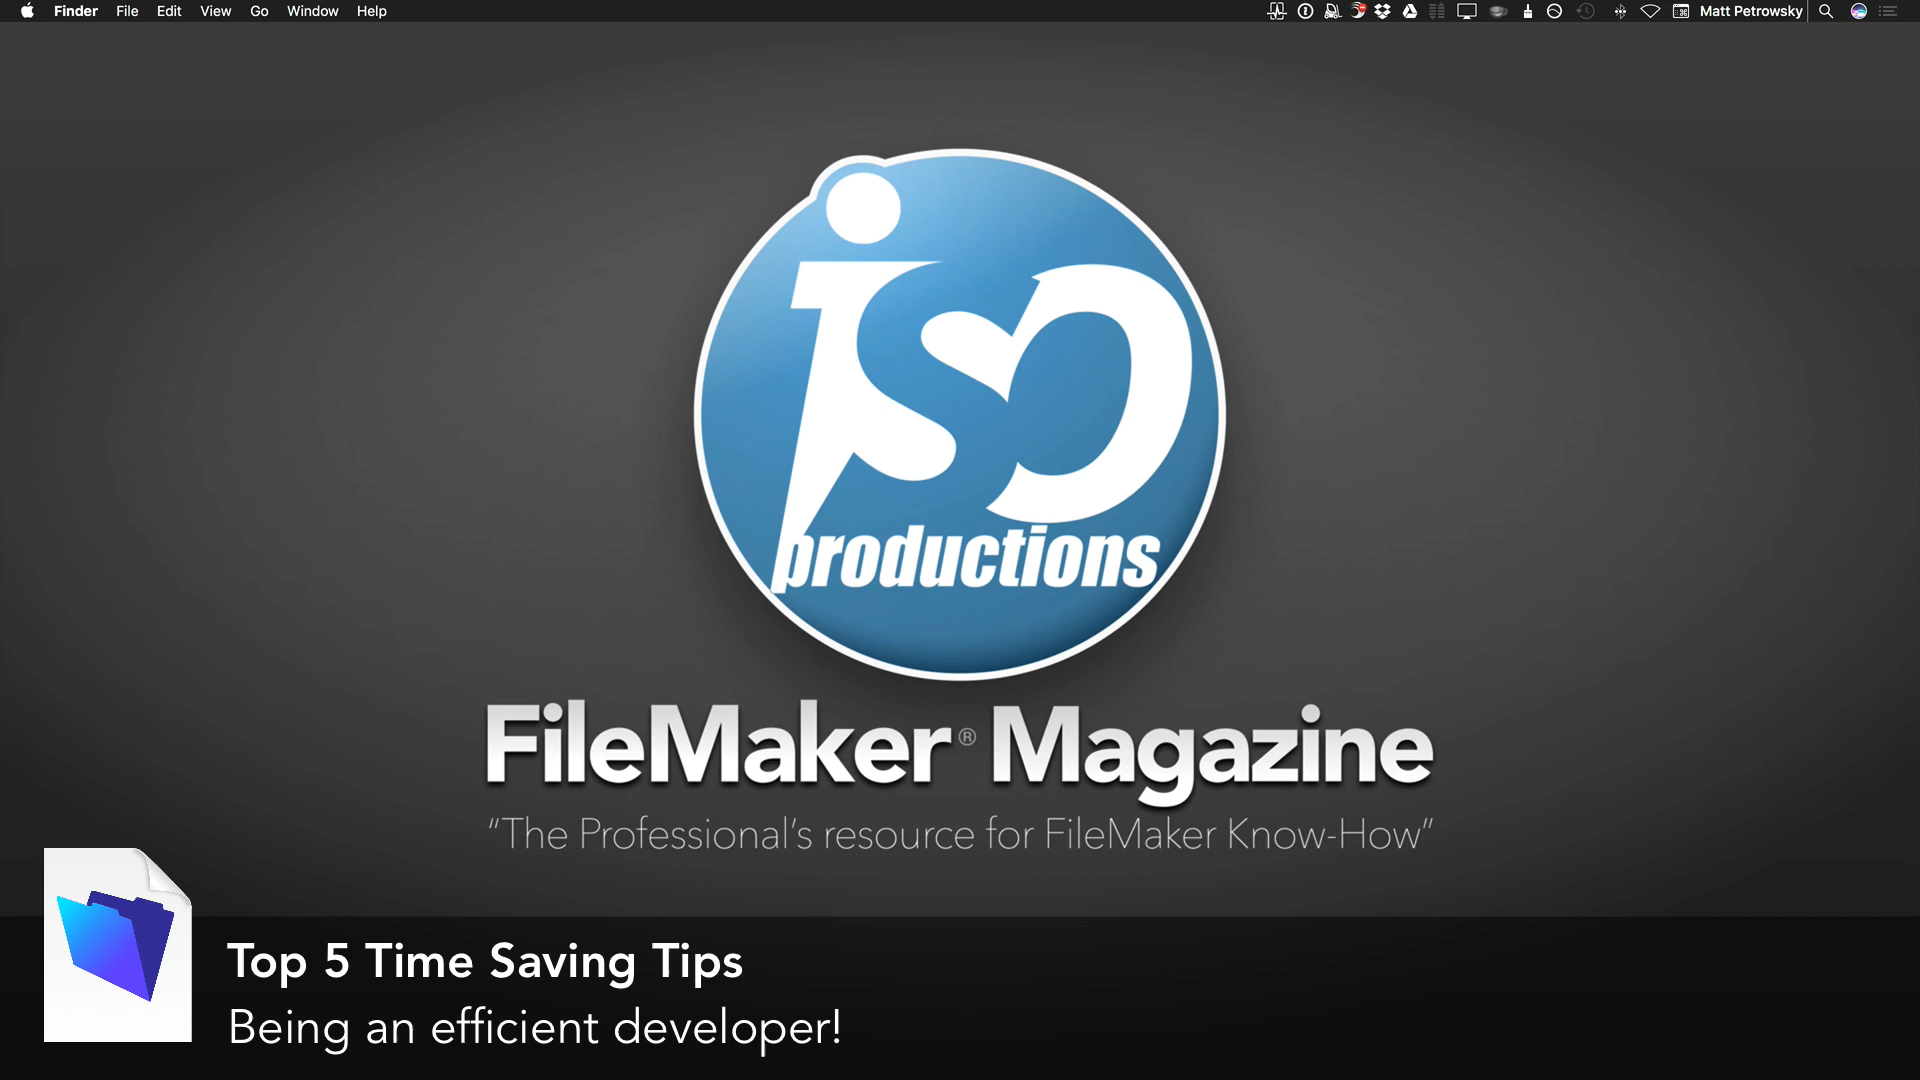 Finder File Edit View Go Window Help Matt Petrowsky
iso
productions
FileMaker® Magazine
“The Professional’s resource for FileMaker Know-How”
Top 5 Time Saving Tips
Being an efficient developer!